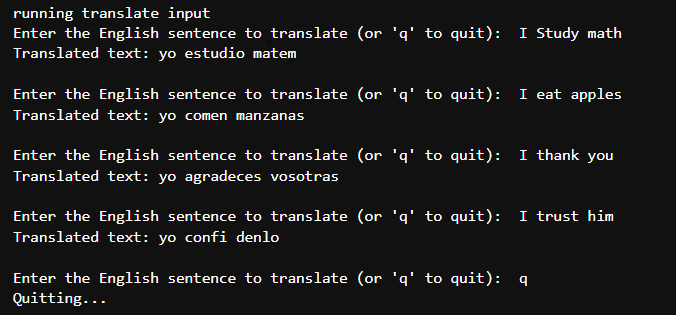 running translate input
Enter the English sentence to translate (or 'q' to quit):  I Study math
Translated text: yo estudio matem
Enter the English sentence to translate (or 'q' to quit):  I eat apples
Translated text: yo comen manzanas
Enter the English sentence to translate (or 'q' to quit):  I thank you
Translated text: yo agradeces vosotras
Enter the English sentence to translate (or 'q' to quit):  I trust him
Translated text: yo confi denlo
Enter the English sentence to translate (or 'q' to quit):  q
Quitting...